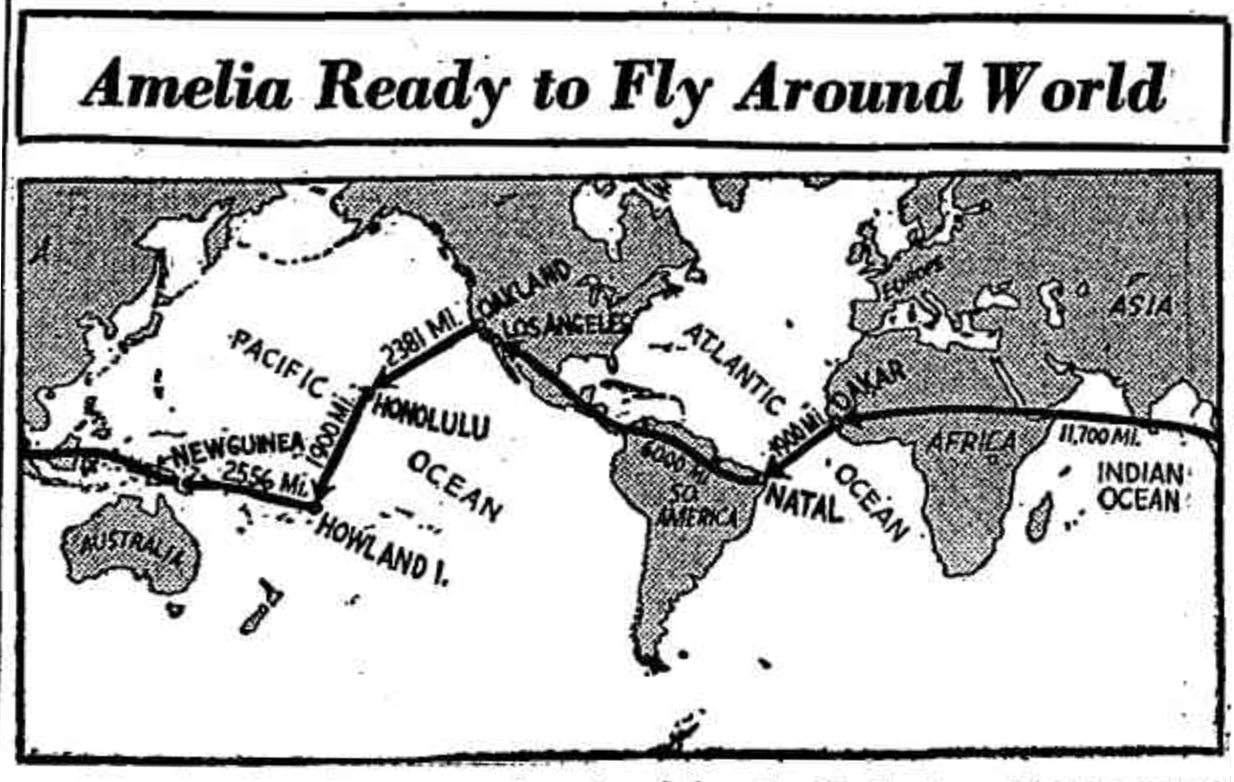 Amelia Ready to Fly Around World
A
EUROPE
ASIA
OAKLAND
2381 MI.
LOS ANGELES
PACIFIC
ATLANTIC
DAKAR
HONOLULU
1900 MI.
1900 MI.
AFRICA
11,700 MI.
NEW GUINEA
2556 MI.
OCEAN
6000 MI.
NATAL
OCEAN
INDIAN
OCEAN
SO.
AMERICA
HOWLAND I.
AUSTRALIA